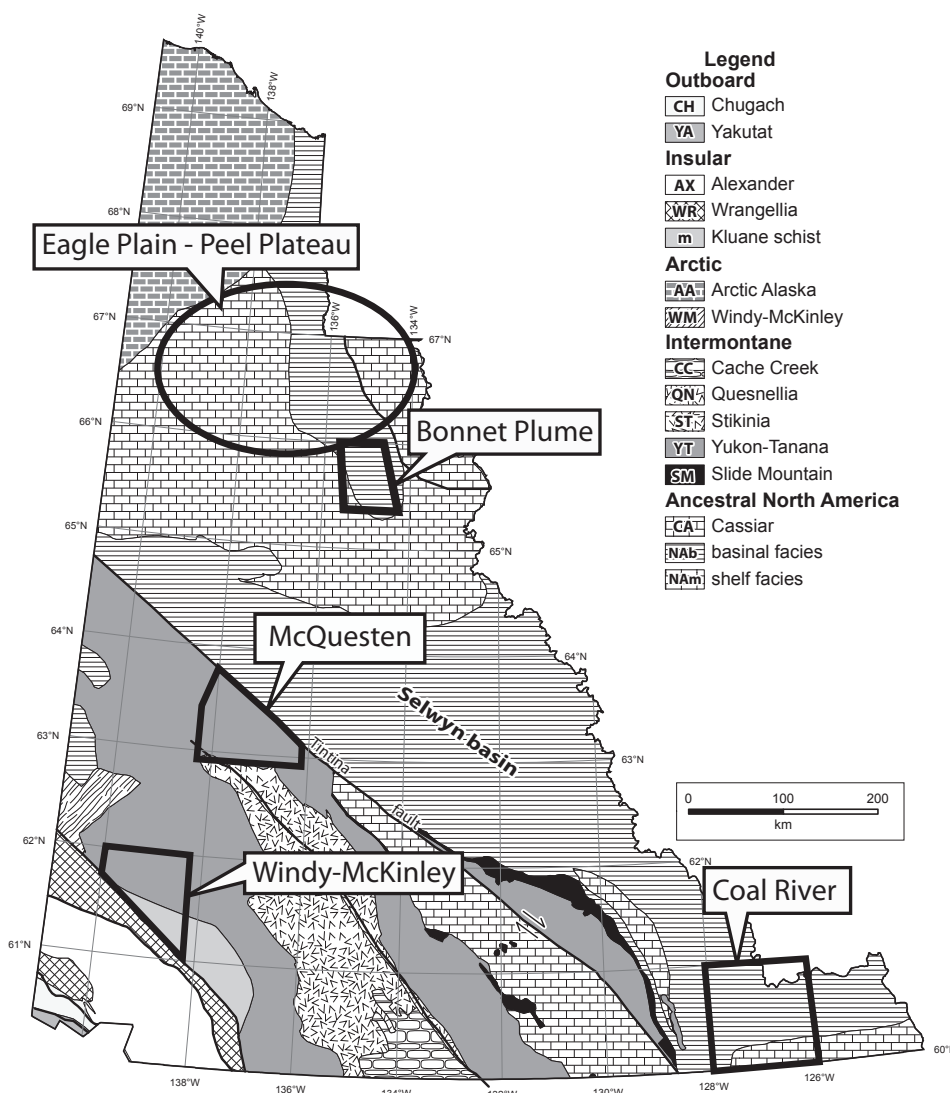 140°W
138°W
69°N
68°N
Eagle Plain - Peel Plateau
67°N
136°W
134°W
67°N
66°N
Bonnet Plume
65°N
65°N
64°N
McQuesten
64°N
Selwyn basin
63°N
Tintina
63°N
fault
0 100 200
km
62°N
62°N
Windy-McKinley
Coal River
61°N
60°
138°W
136°W
134°W
130°W
128°W
126°W
Legend
Outboard
CH Chugach
YA Yakutat
Insular
AX Alexander
WR Wrangellia
m Kluane schist
Arctic
AA Arctic Alaska
WM Windy-McKinley
Intermontane
CC Cache Creek
QN Quesnellia
ST Stikinia
YT Yukon-Tanana
SM Slide Mountain
Ancestral North America
CA Cassiar
NAb basinal facies
NAm shelf facies